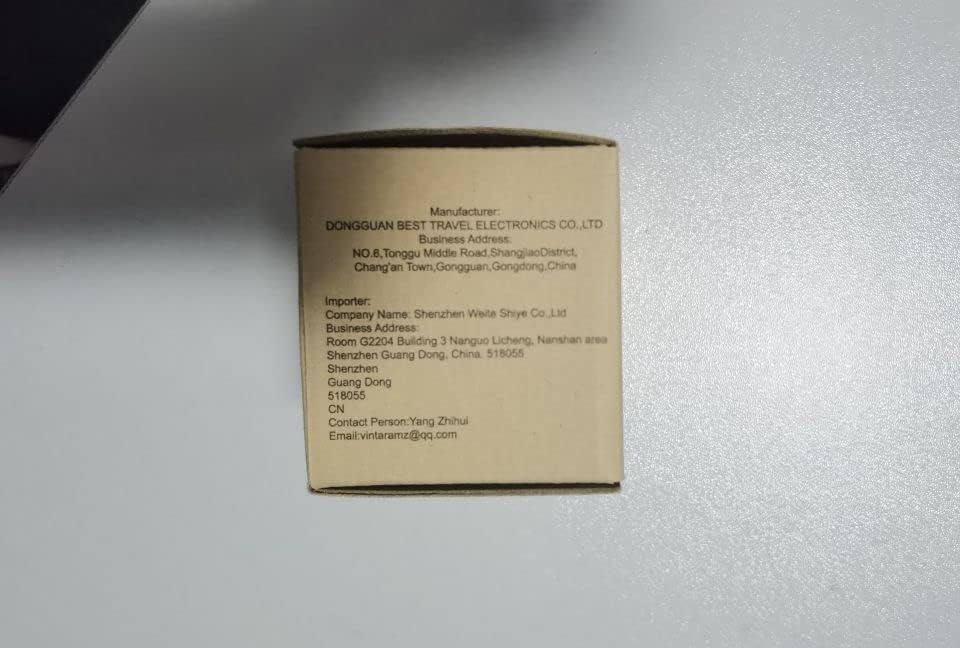 Manufacturer:
DONGGUAN BEST TRAVEL ELECTRONICS CO.,LTD
Business Address:
NO.6,Tonggu Middle Road,ShangjiaoDistrict,
Chang'an Town,Gongguan,Gongdong,China
Importer:
Company Name: Shenzhen Weite Shiye Co.,Ltd
Business Address:
Room G2204 Building 3 Nanguo Licheng, Nanshan area
Shenzhen Guang Dong, China. 518055
Shenzhen
Guang Dong
518055
CN
Contact Person:Yang Zhihui
Email:vintaramz@qq.com